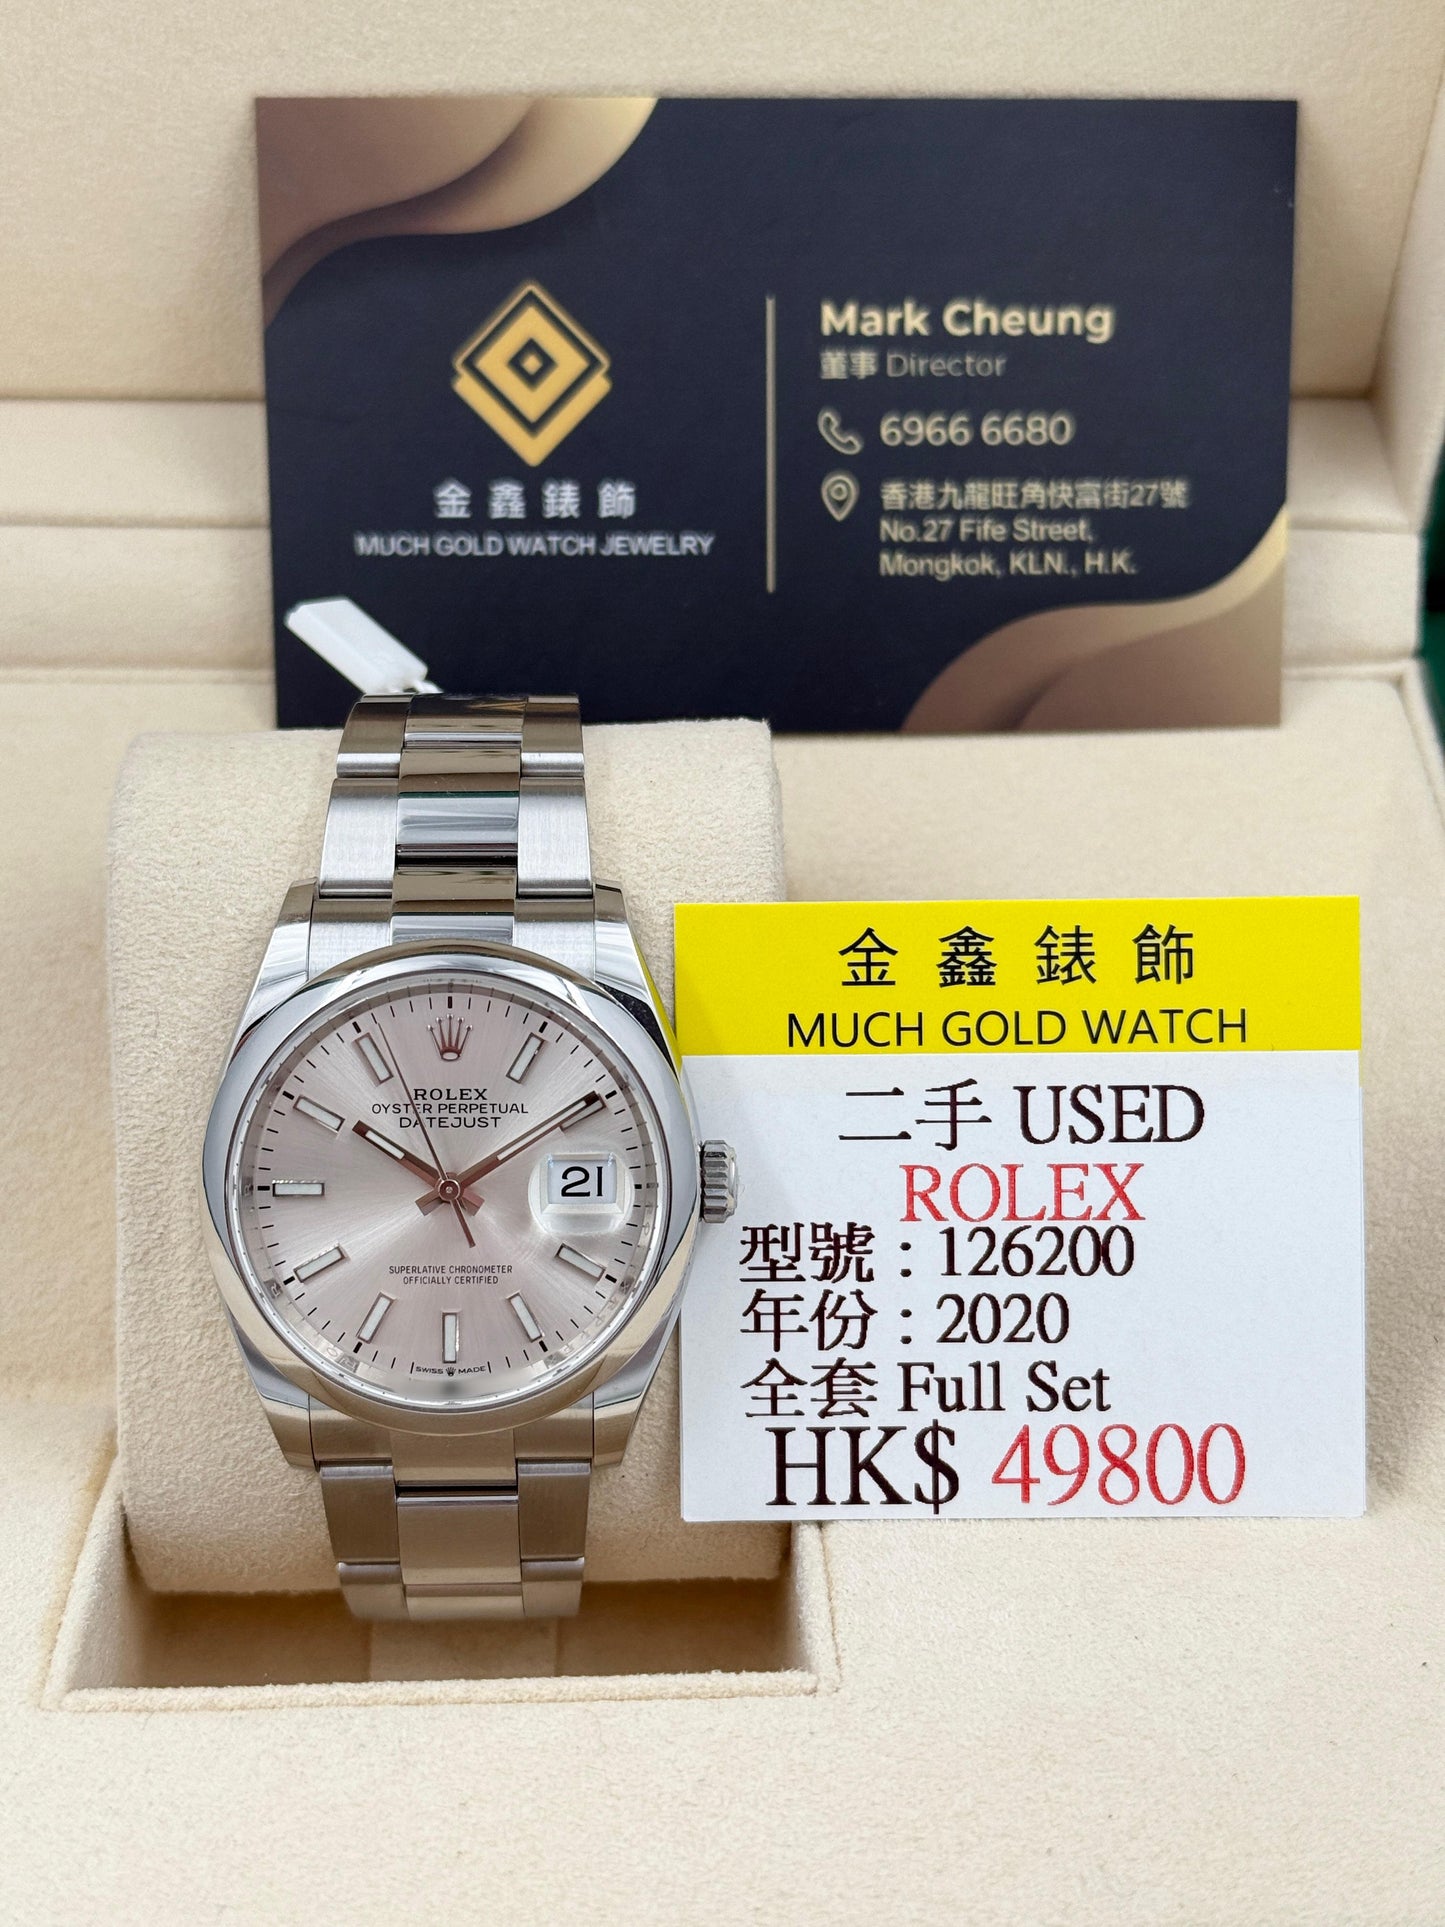 Mark Cheung
董事 Director
6966 6680
香港九龍旺角快富街27號
No.27 Fife Street,
Mongkok, KLN., H.K.
金鑫錶飾
MUCH GOLD WATCH JEWELRY
金鑫錶飾
MUCH GOLD WATCH
二手 USED
ROLEX
型號：126200
年份：2020
全套 Full Set
HK$ 49800
ROLEX
OYSTER PERPETUAL
DATEJUST
21
SUPERLATIVE CHRONOMETER
OFFICIALLY CERTIFIED
SWISS MADE